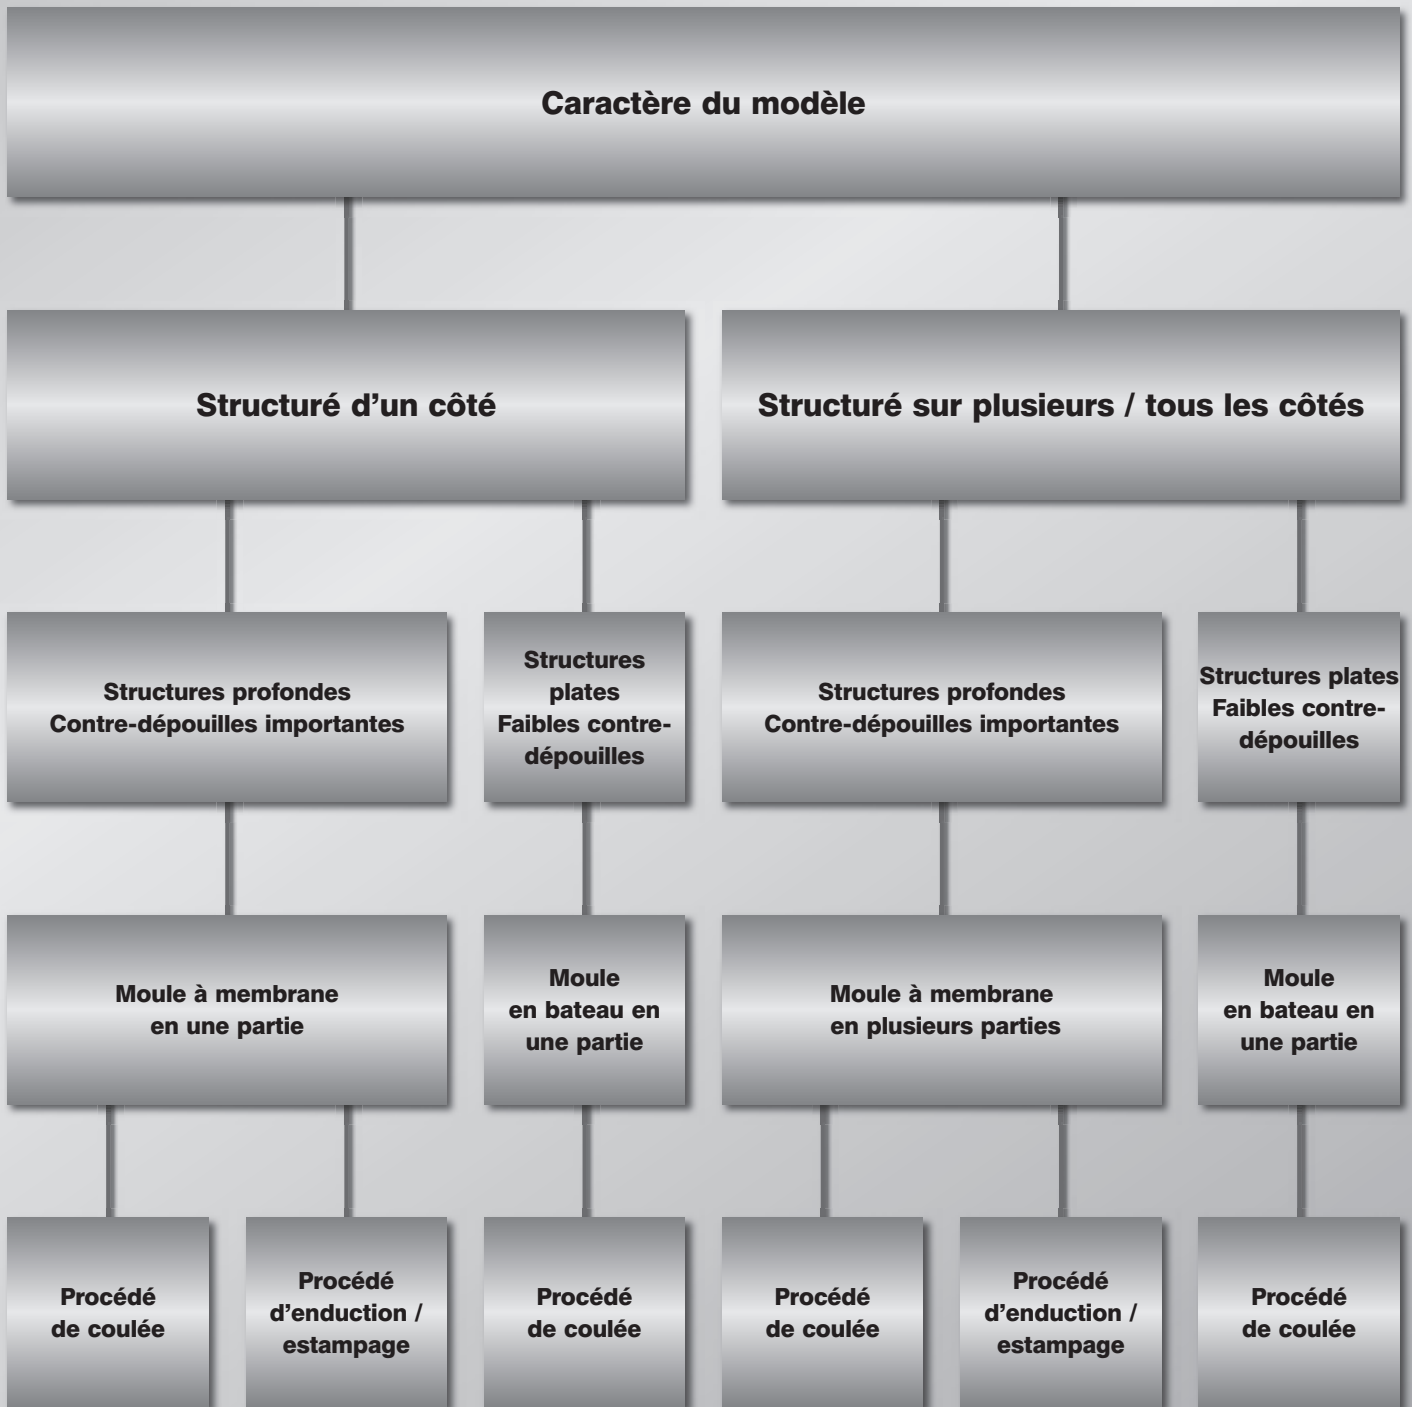 Caractère du modèle
Structuré d’un côté
Structuré sur plusieurs / tous les côtés
Structures profondes
Contre-dépouilles importantes
Structures
plates
Faibles contre-
dépouilles
Structures profondes
Contre-dépouilles importantes
Structures plates
Faibles contre-
dépouilles
Moule à membrane
en une partie
Moule
en bateau en
une partie
Moule à membrane
en plusieurs parties
Moule
en bateau en
une partie
Procédé
de coulée
Procédé
d’enduction /
estampage
Procédé
de coulée
Procédé
de coulée
Procédé
d’enduction /
estampage
Procédé
de coulée